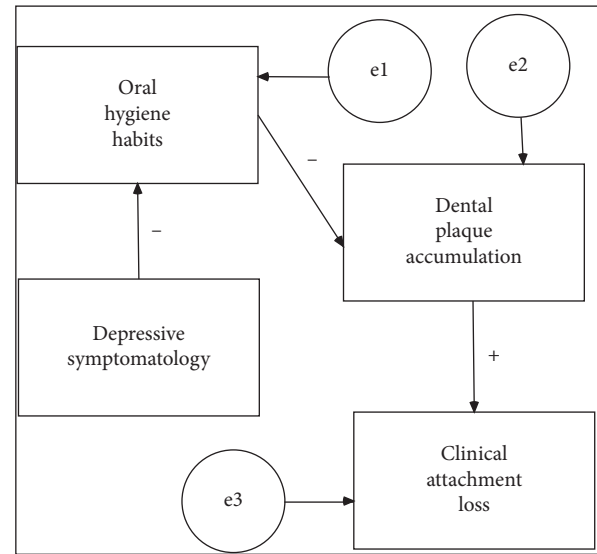 Oral
hygiene
habits
e1
e2
–
–
Dental
plaque
accumulation
Depressive
symptomatology
+
Clinical
attachment
loss
e3